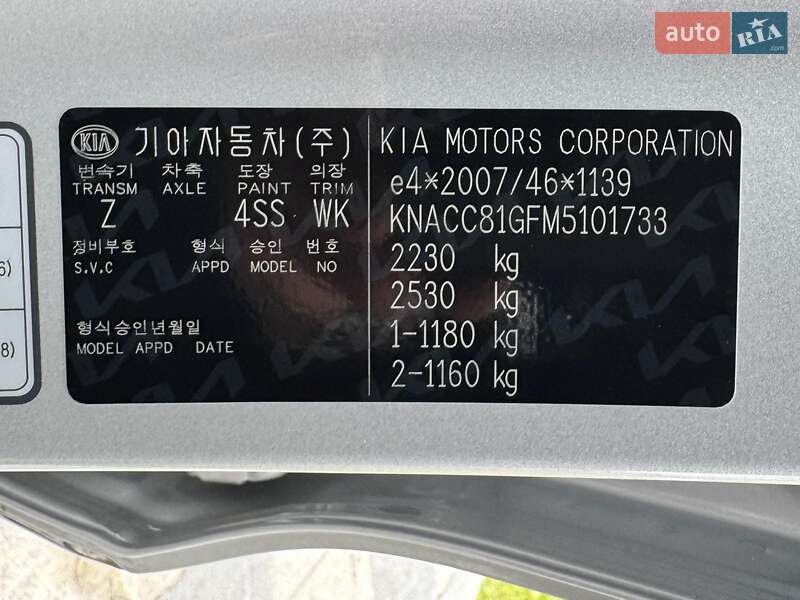 auto RIA.com
KIA 기아자동차(주)
변속기 차축 도장 의장
TRANSM AXLE PAINT TRIM
Z 4SS WK
정비부호 형식 승인 번호
S.V.C APPD MODEL NO
형식승인년월일
MODEL APPD DATE
KIA MOTORS CORPORATION
e4*2007/46*1139
KNACC81GFM5101733
2230 kg
2530 kg
1-1180 kg
2-1160 kg
6)
8)